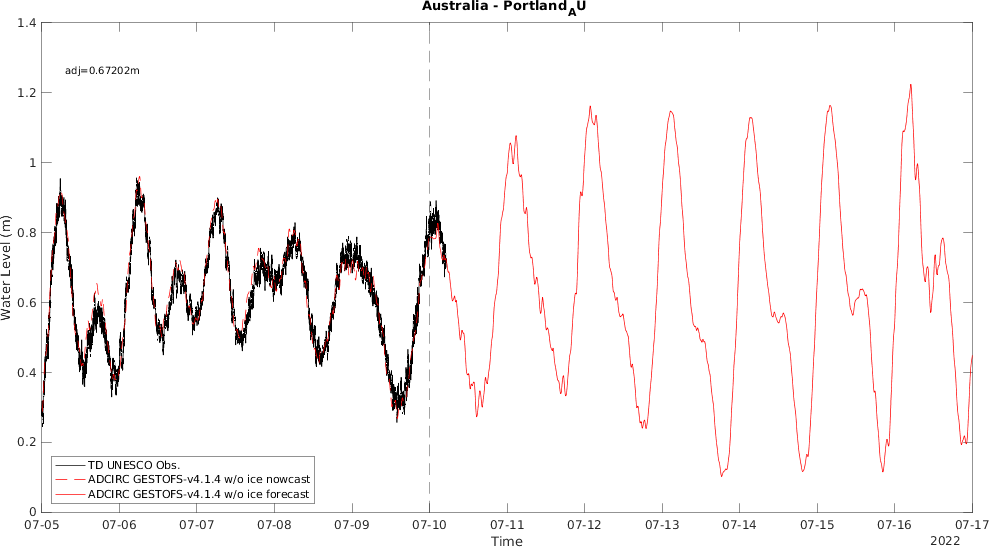 Australia - Portland_AU
1.4
1.2
1
0.8
0.6
0.4
0.2
0
Water Level (m)
adj=0.67202m
TD UNESCO Obs.
ADCIRC GESTOFS-v4.1.4 w/o ice nowcast
ADCIRC GESTOFS-v4.1.4 w/o ice forecast
07-05 07-06 07-07 07-08 07-09 07-10 07-11 07-12 07-13 07-14 07-15 07-16 07-17
Time
2022